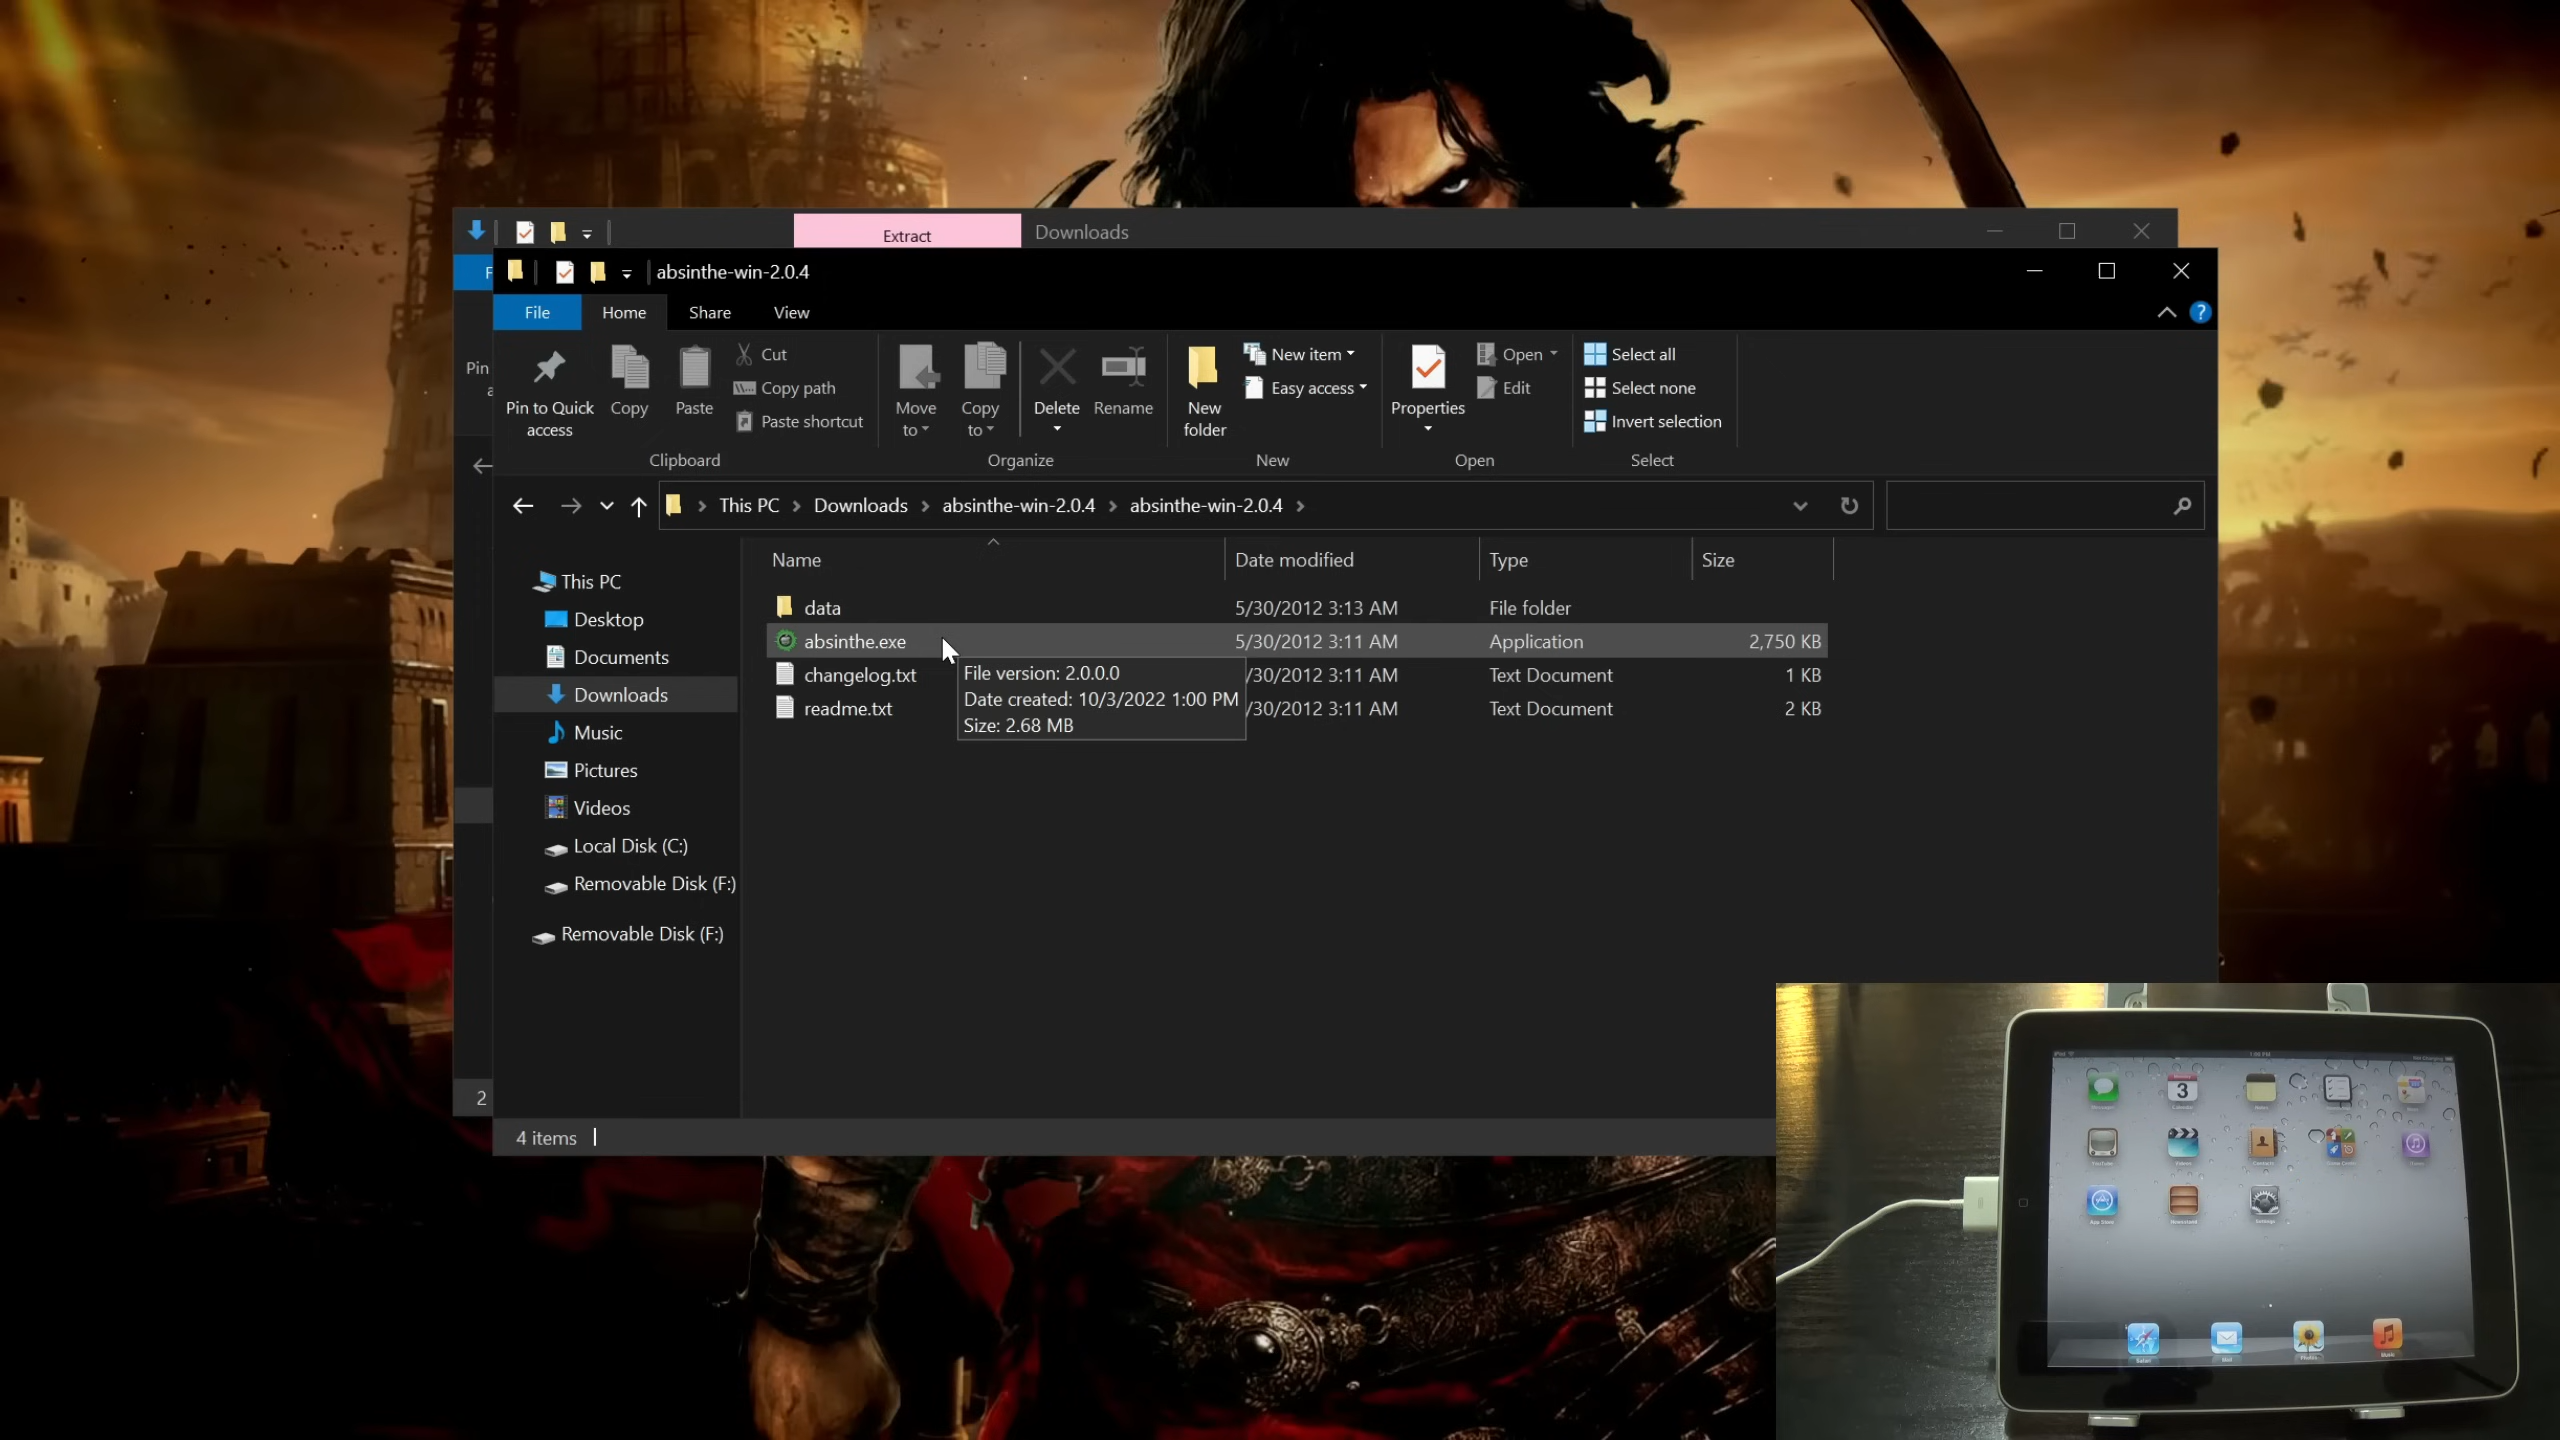 Extract
Downloads
absinthe-win-2.0.4
File
Home
Share
View
F
Pin
a
Pin to Quick access
Copy
Paste
Cut
Copy path
Paste shortcut
Move to
Copy to
Delete
Rename
New folder
New item
Easy access
Properties
Open
Edit
Select all
Select none
Invert selection
Clipboard
Organize
New
Open
Select
This PC > Downloads > absinthe-win-2.0.4 > absinthe-win-2.0.4 >
Name
Date modified
Type
Size
This PC
Desktop
Documents
Downloads
Music
Pictures
Videos
Local Disk (C:)
Removable Disk (F:)
Removable Disk (F:)
data 5/30/2012 3:13 AM File folder
absinthe.exe 5/30/2012 3:11 AM Application 2,750 KB
changelog.txt /30/2012 3:11 AM Text Document 1 KB
readme.txt /30/2012 3:11 AM Text Document 2 KB
File version: 2.0.0.0
Date created: 10/3/2022 1:00 PM
Size: 2.68 MB
2
4 items
3